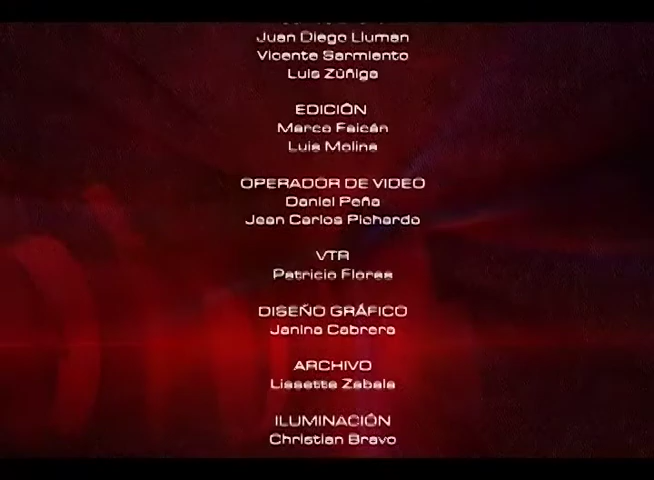 Juan Diego Lluman
Vicente Sarmiento
Luis Zúñiga
EDICIÓN
Marco Faicán
Luis Molina
OPERADOR DE VIDEO
Daniel Peña
Jean Carlos Pichardo
VTR
Patricio Flores
DISEÑO GRÁFICO
Janina Cabrera
ARCHIVO
Lissette Zabala
ILUMINACIÓN
Christian Bravo